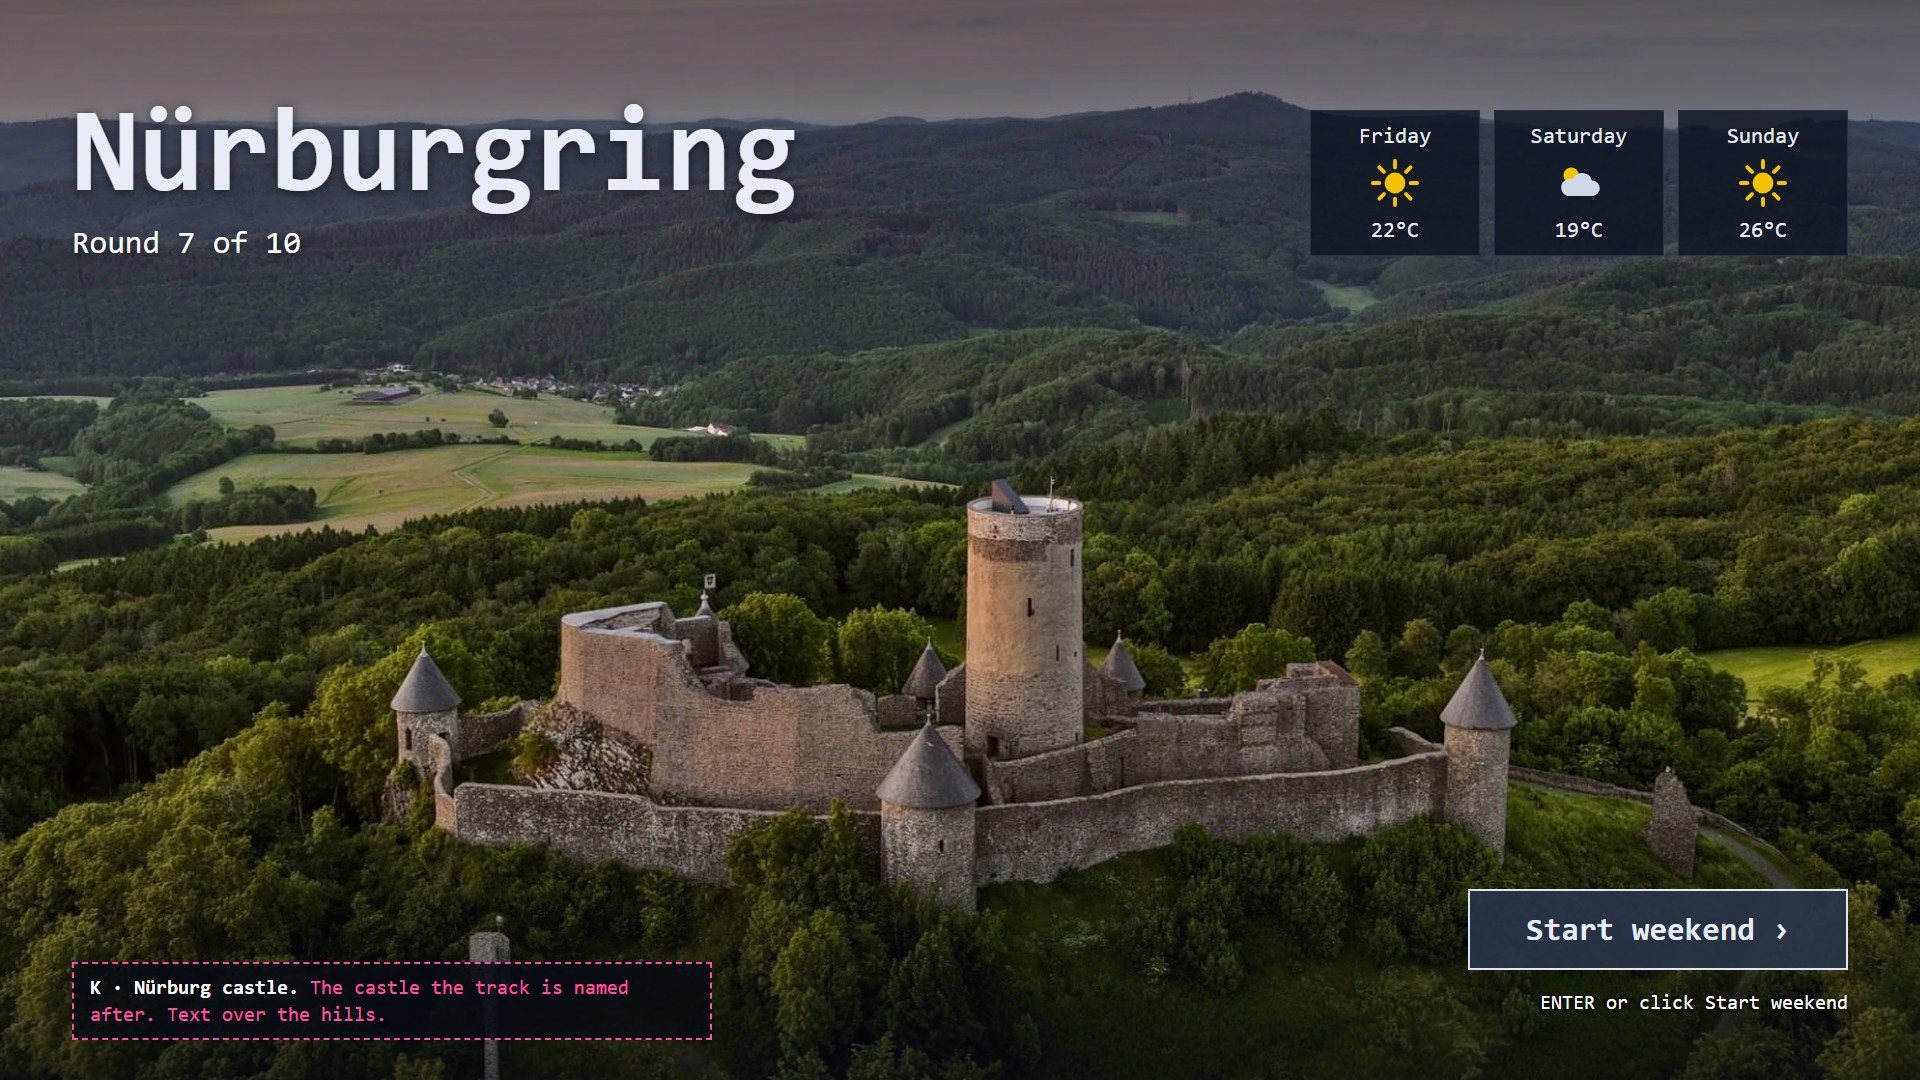 Nürburgring
Round 7 of 10
Friday
22°C
Saturday
19°C
Sunday
26°C
K · Nürburg castle. The castle the track is named
after. Text over the hills.
Start weekend ›
ENTER or click Start weekend